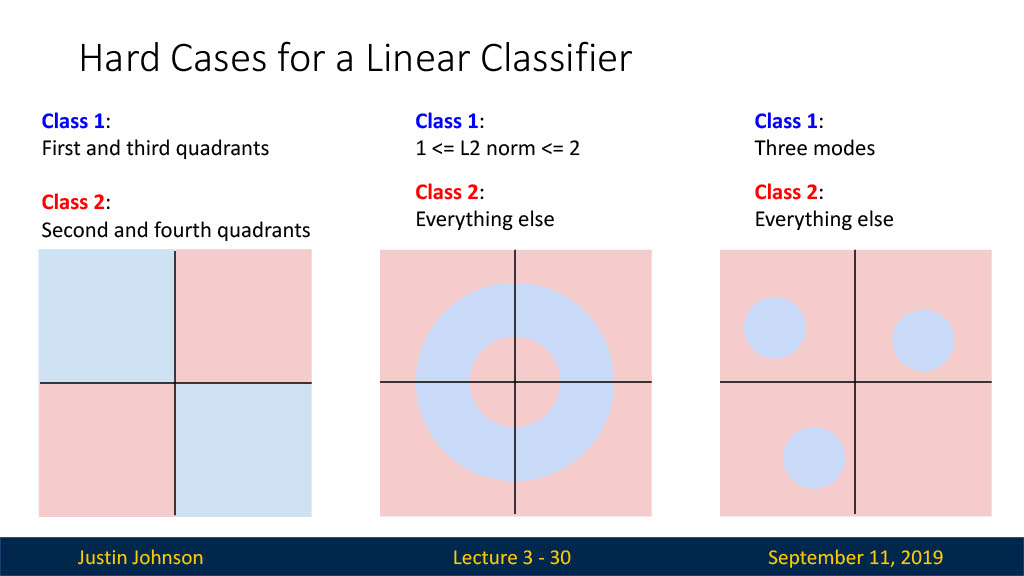 Hard Cases for a Linear Classifier
Class 1:
First and third quadrants
Class 2:
Second and fourth quadrants
Class 1:
1 <= L2 norm <= 2
Class 2:
Everything else
Class 1:
Three modes
Class 2:
Everything else
Justin Johnson
Lecture 3 - 30
September 11, 2019